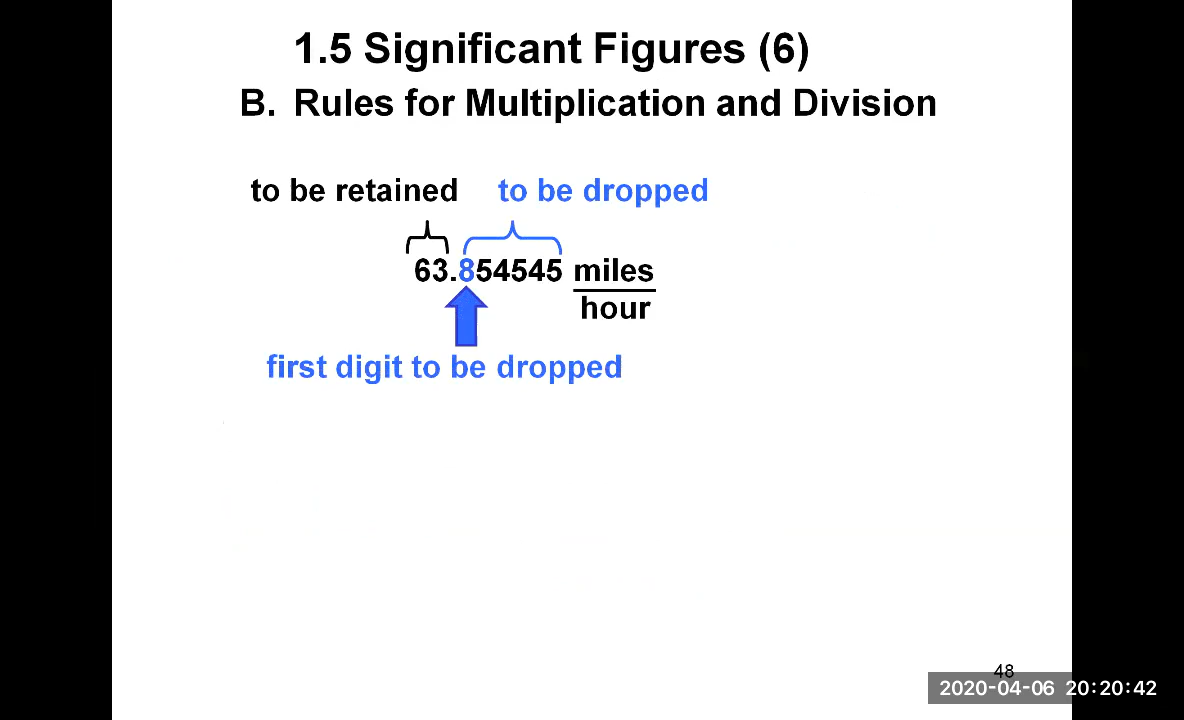 1.5 Significant Figures (6)
B. Rules for Multiplication and Division
to be retained to be dropped
63.854545 miles
hour
first digit to be dropped
48
2020-04-06 20:20:42